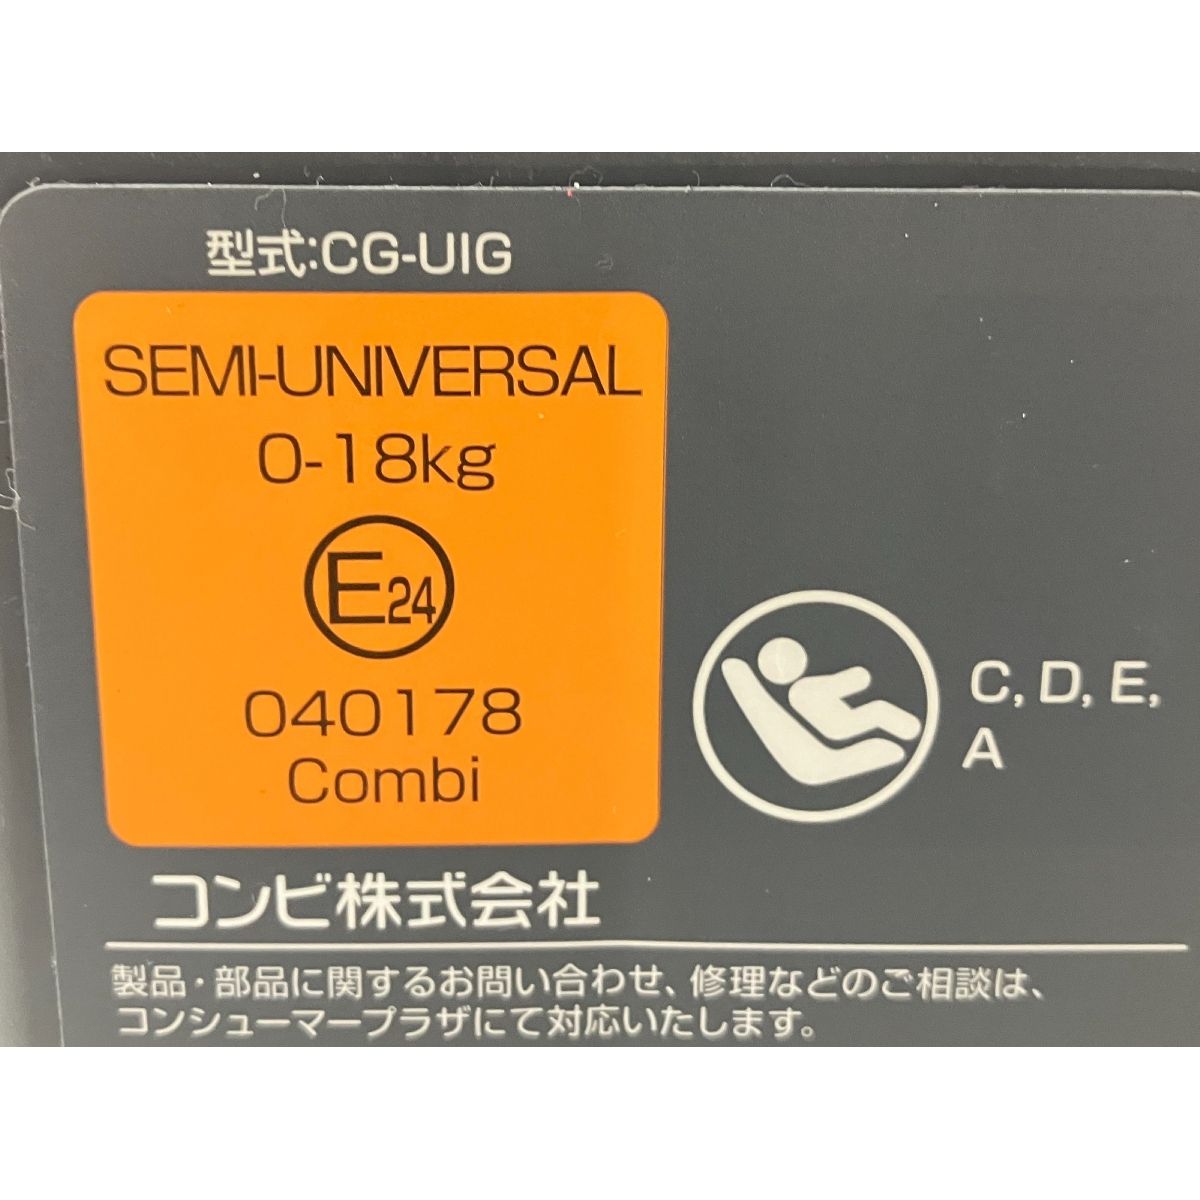 型式:CG-UIG
SEMI-UNIVERSAL
0-18kg
E24
040178
Combi
C, D, E,
A
コンビ株式会社
製品・部品に関するお問い合わせ、修理などのご相談は、
コンシューマープラザにて対応いたします。